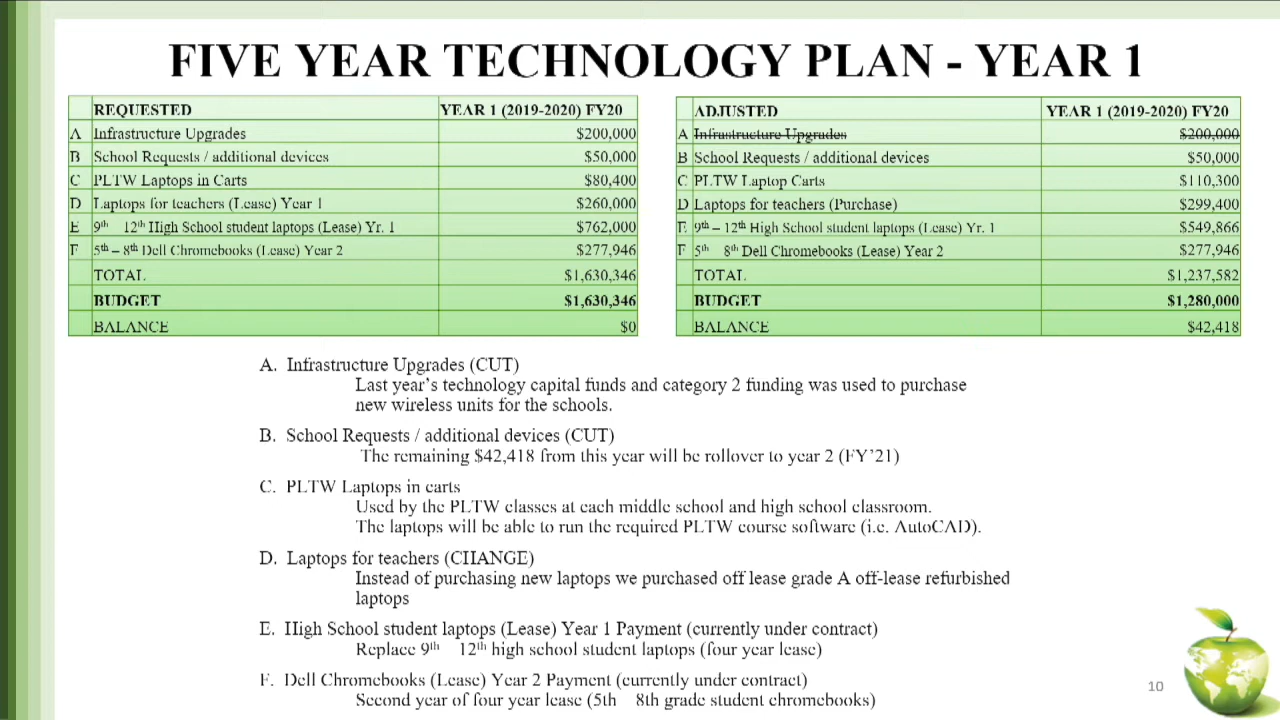 FIVE YEAR TECHNOLOGY PLAN - YEAR 1
REQUESTED YEAR 1 (2019-2020) FY20
A Infrastructure Upgrades $200,000
B School Requests / additional devices $50,000
C PLTW Laptops in Carts $80,400
D Laptops for teachers (Lease) Year 1 $260,000
E 9th 12th High School student laptops (Lease) Yr. 1 $762,000
F 5th – 8th Dell Chromebooks (Lease) Year 2 $277,946
TOTAL $1,630,346
BUDGET $1,630,346
BALANCE $0
ADJUSTED YEAR 1 (2019-2020) FY20
A Infrastructure Upgrades $200,000
B School Requests / additional devices $50,000
C PLTW Laptop Carts $110,300
D Laptops for teachers (Purchase) $299,400
E 9th – 12th High School student laptops (Lease) Yr. 1 $549,866
F 5th 8th Dell Chromebooks (Lease) Year 2 $277,946
TOTAL $1,237,582
BUDGET $1,280,000
BALANCE $42,418
A. Infrastructure Upgrades (CUT)
Last year's technology capital funds and category 2 funding was used to purchase
new wireless units for the schools.
B. School Requests / additional devices (CUT)
The remaining $42,418 from this year will be rollover to year 2 (FY'21)
C. PLTW Laptops in carts
Used by the PLTW classes at each middle school and high school classroom.
The laptops will be able to run the required PLTW course software (i.e. AutoCAD).
D. Laptops for teachers (CHANGE)
Instead of purchasing new laptops we purchased off lease grade A off-lease refurbished
laptops
E. High School student laptops (Lease) Year 1 Payment (currently under contract)
Replace 9th 12th high school student laptops (four year lease)
F. Dell Chromebooks (Lease) Year 2 Payment (currently under contract)
Second year of four year lease (5th 8th grade student chromebooks)
10